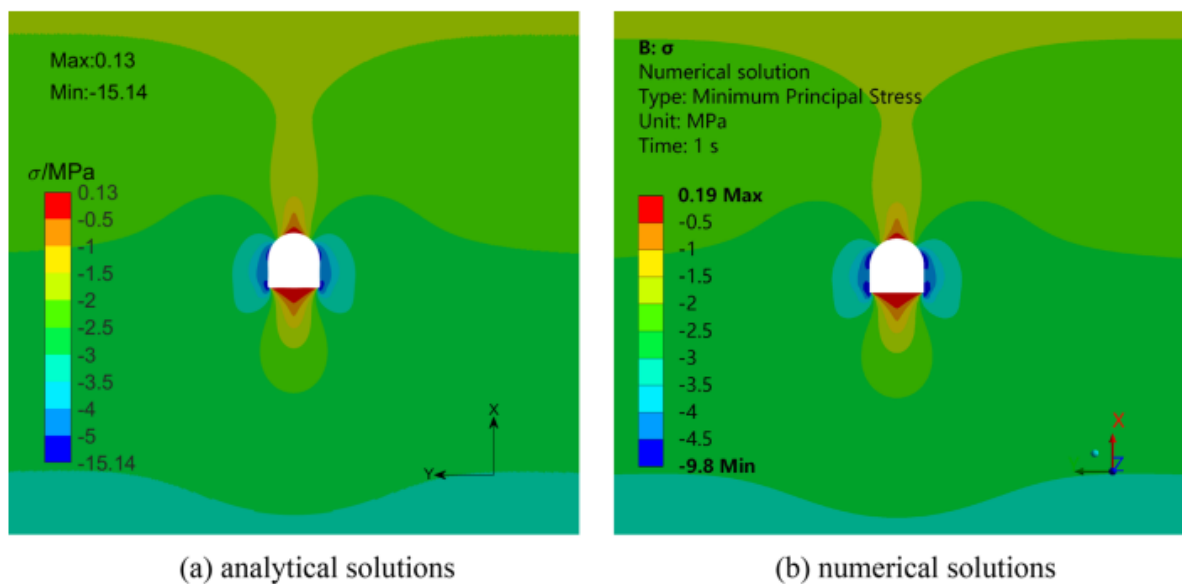 Max:0.13
Min:-15.14
σ/MPa
0.13
-0.5
-1
-1.5
-2
-2.5
-3
-3.5
-4
-5
-15.14
X
Y
(a) analytical solutions
B: σ
Numerical solution
Type: Minimum Principal Stress
Unit: MPa
Time: 1 s
0.19 Max
-0.5
-1
-1.5
-2
-2.5
-3
-3.5
-4
-4.5
-9.8 Min
X
Z
(b) numerical solutions